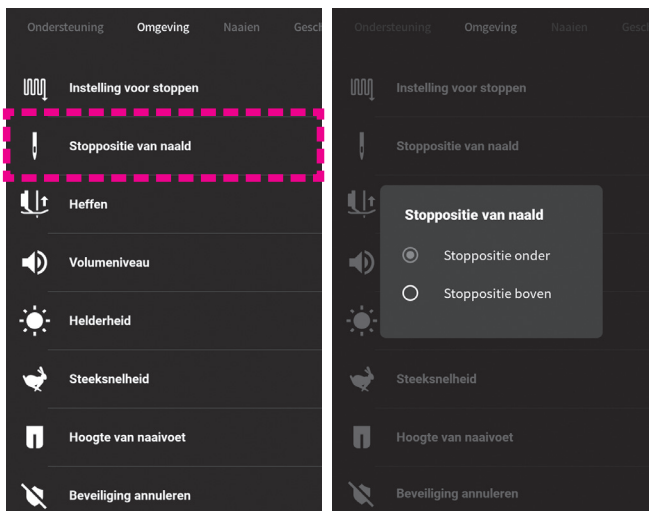 Ondersteuning Omgeving Naaien Gesch
Instelling voor stoppen
Stoppositie van naald
Heffen
Volumeniveau
Helderheid
Steeksnelheid
Hoogte van naaivoet
Beveiliging annuleren
Ondersteuning Omgeving Naaien Gesch
Instelling voor stoppen
Stoppositie van naald
Stoppositie van naald
Stoppositie onder
Stoppositie boven
Steeksnelheid
Hoogte van naaivoet
Beveiliging annuleren